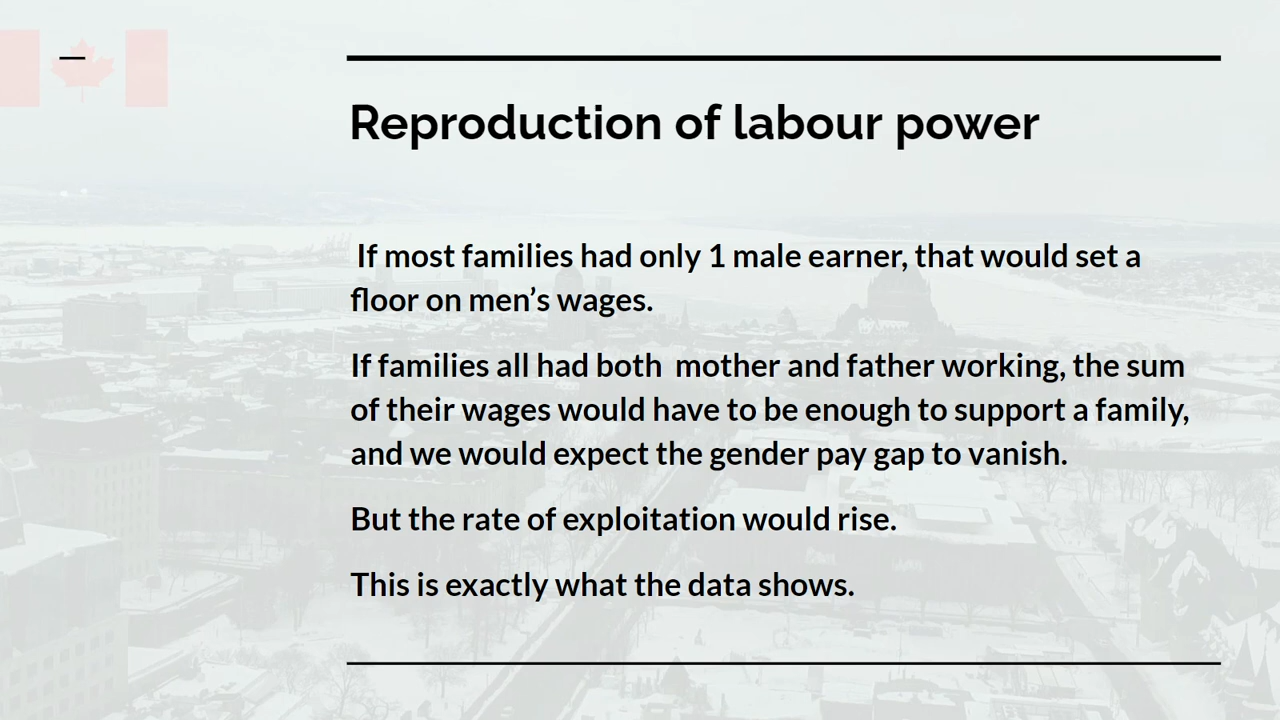 Reproduction of labour power
If most families had only 1 male earner, that would set a
floor on men’s wages.
If families all had both  mother and father working, the sum
of their wages would have to be enough to support a family,
and we would expect the gender pay gap to vanish.
But the rate of exploitation would rise.
This is exactly what the data shows.